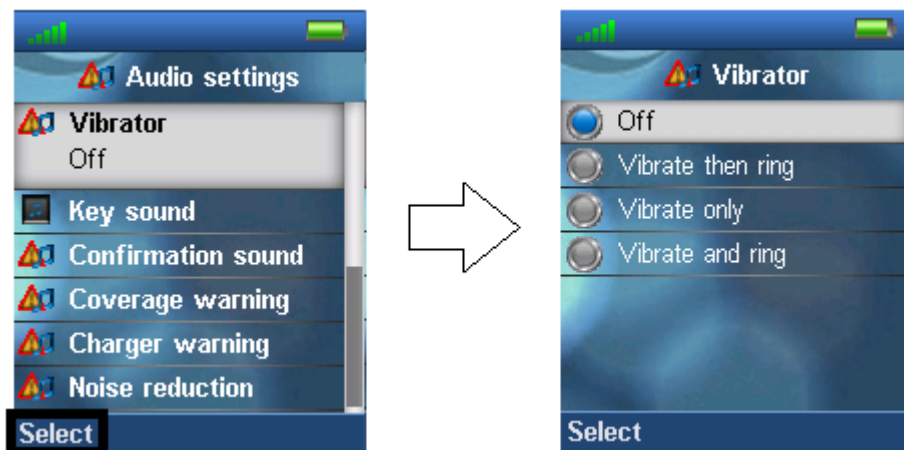 Audio settings
Vibrator
Off
Key sound
Confirmation sound
Coverage warning
Charger warning
Noise reduction
Select
Vibrator
Off
Vibrate then ring
Vibrate only
Vibrate and ring
Select